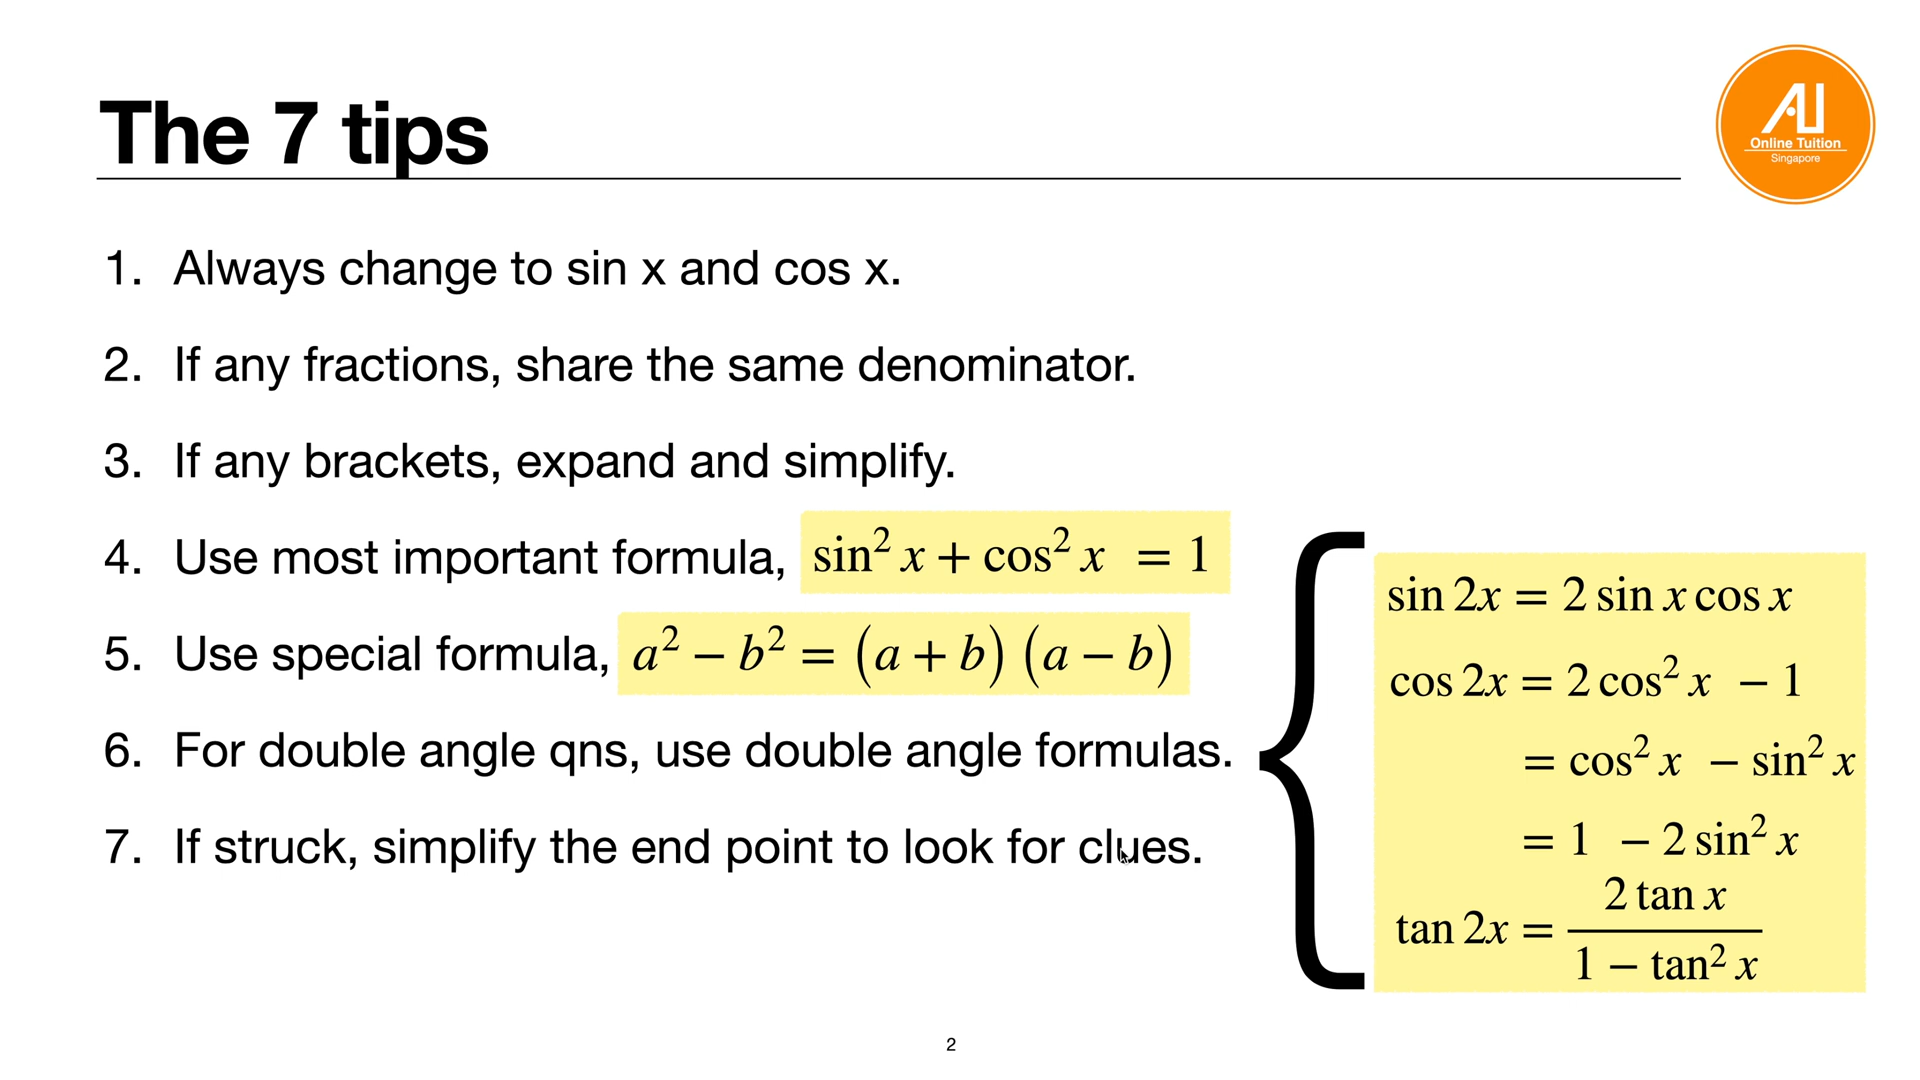 The 7 tips
AU
Online Tuition
Singapore
1. Always change to sin x and cos x.
2. If any fractions, share the same denominator.
3. If any brackets, expand and simplify.
4. Use most important formula, sin² x + cos² x = 1
5. Use special formula, a² − b² = (a + b) (a − b)
6. For double angle qns, use double angle formulas.
7. If struck, simplify the end point to look for clues.
sin 2x = 2 sin x cos x
cos 2x = 2 cos² x − 1
= cos² x − sin² x
= 1 − 2 sin² x
tan 2x = 2 tan x / 1 − tan² x
2